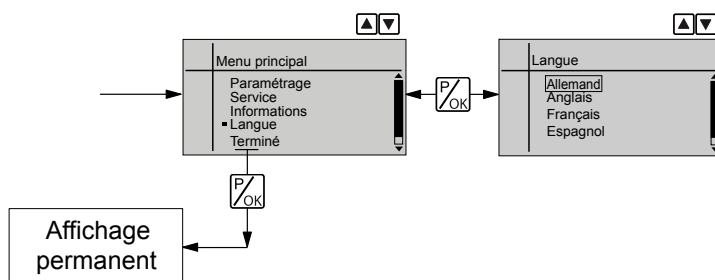 Menu principal
Paramétrage
Service
Informations
Langue
Terminé
P/OK
Langue
Allemand
Anglais
Français
Espagnol
P/OK
Affichage
permanent